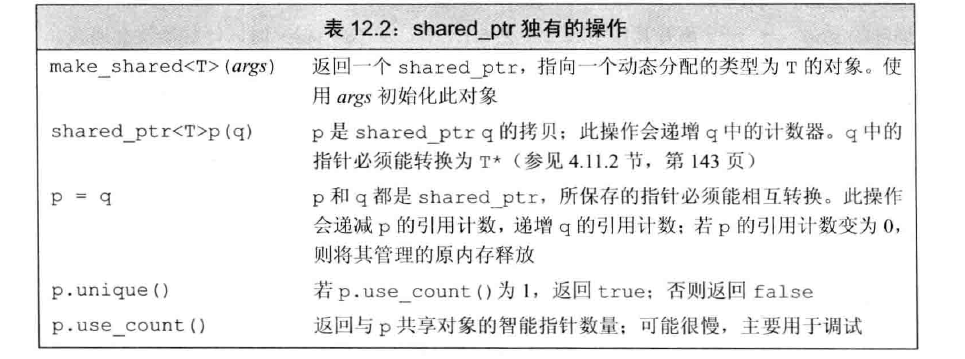 表 12.2：shared_ptr 独有的操作
make_shared<T>(args) 返回一个 shared_ptr，指向一个动态分配的类型为 T 的对象。使
用 args 初始化此对象
shared_ptr<T>p(q) p 是 shared_ptr q 的拷贝；此操作会递增 q 中的计数器。q 中的
指针必须能转换为 T*（参见 4.11.2 节，第 143 页）
p = q p 和 q 都是 shared_ptr，所保存的指针必须能相互转换。此操作
会递减 p 的引用计数，递增 q 的引用计数；若 p 的引用计数变为 0，
则将其管理的原内存释放
p.unique() 若 p.use_count() 为 1，返回 true；否则返回 false
p.use_count() 返回与 p 共享对象的智能指针数量；可能很慢，主要用于调试